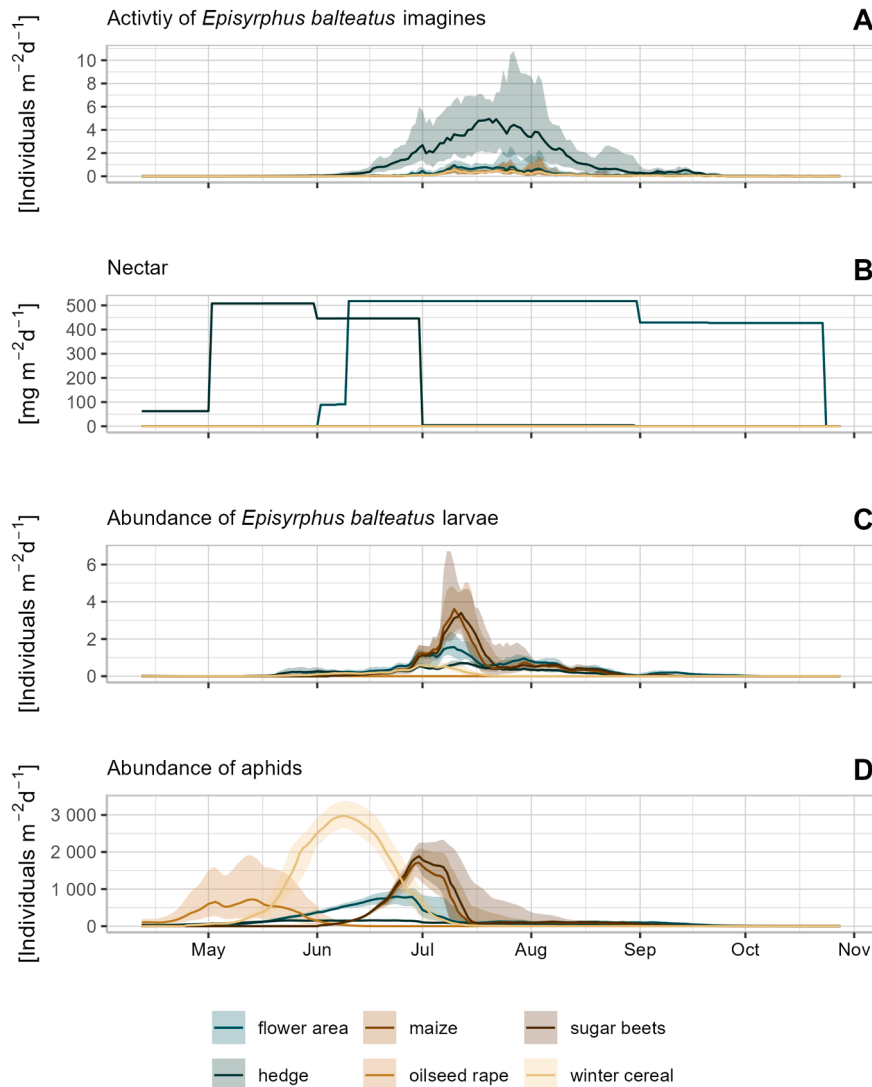 Activtiy of Episyrphus balteatus imagines
A
[Individuals m⁻²d⁻¹]
10
8
6
4
2
0
Nectar
B
[mg m⁻²d⁻¹]
500
400
300
200
100
0
Abundance of Episyrphus balteatus larvae
C
[Individuals m⁻²d⁻¹]
6
4
2
0
Abundance of aphids
D
[Individuals m⁻²d⁻¹]
3 000
2 000
1 000
0
May Jun Jul Aug Sep Oct Nov
flower area maize sugar beets
hedge oilseed rape winter cereal